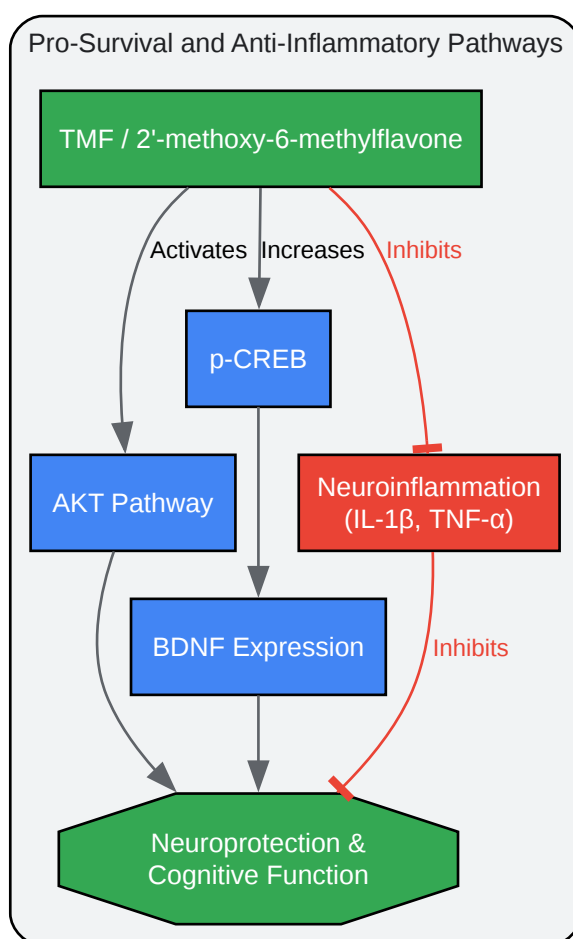 Pro-Survival and Anti-Inflammatory Pathways
TMF / 2'-methoxy-6-methylflavone
Activates
Increases
Inhibits
p-CREB
AKT Pathway
Neuroinflammation
(IL-1β, TNF-α)
BDNF Expression
Inhibits
Neuroprotection &
Cognitive Function